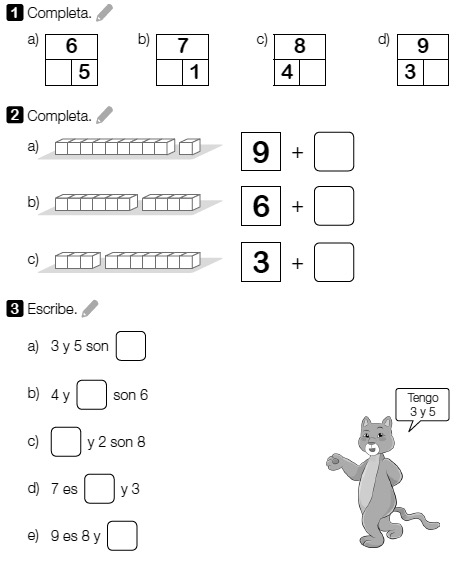 1 Completa.
a) 6 5
b) 7 1
c) 8 4
d) 9 3
2 Completa.
a) 9 +
b) 6 +
c) 3 +
3 Escribe.
a) 3 y 5 son
b) 4 y son 6
c) y 2 son 8
d) 7 es y 3
e) 9 es 8 y
Tengo
3 y 5